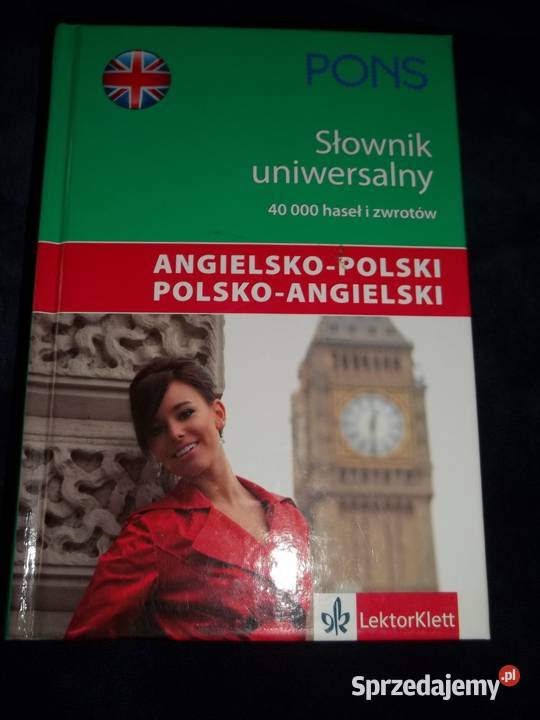 PONS
Słownik
uniwersalny
40 000 haseł i zwrotów
ANGIELSKO-POLSKI
POLSKO-ANGIELSKI
LektorKlett
Sprzedajemy.pl